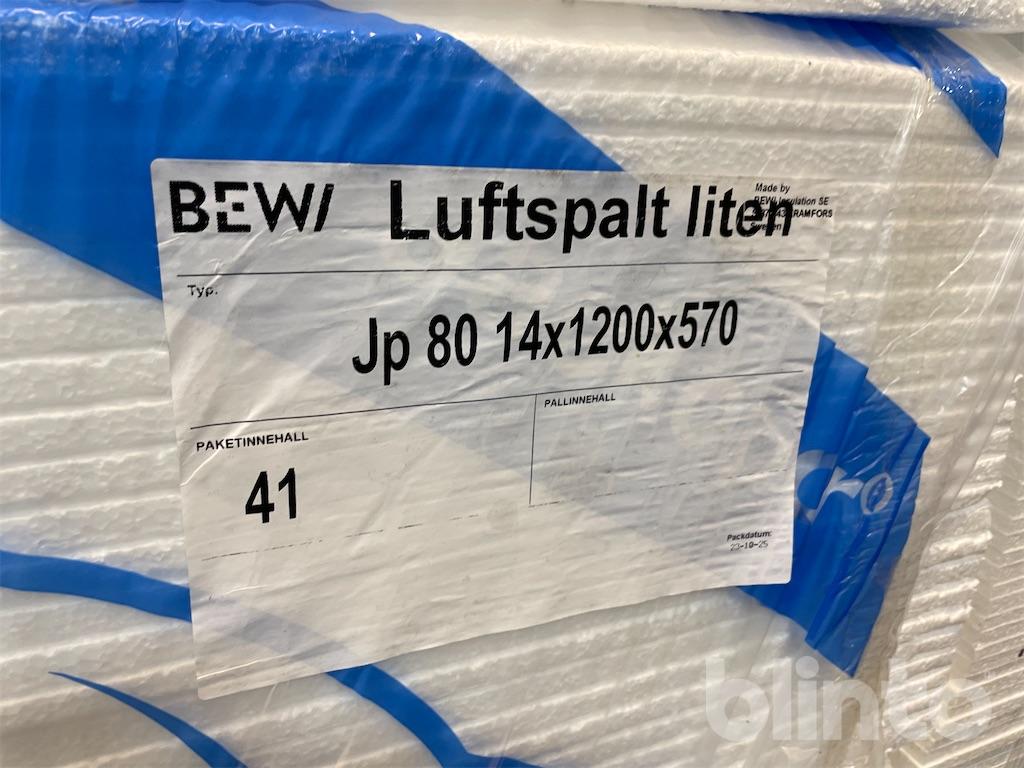 BEWI Luftspalt liten
Made by
BEWI Insulation SE
KRAMFORS
Sweden
Typ.
Jp 80 14x1200x570
PAKETINNEHALL
41
PALLINNEHALL
Packdatum:
23-10-25
blinto